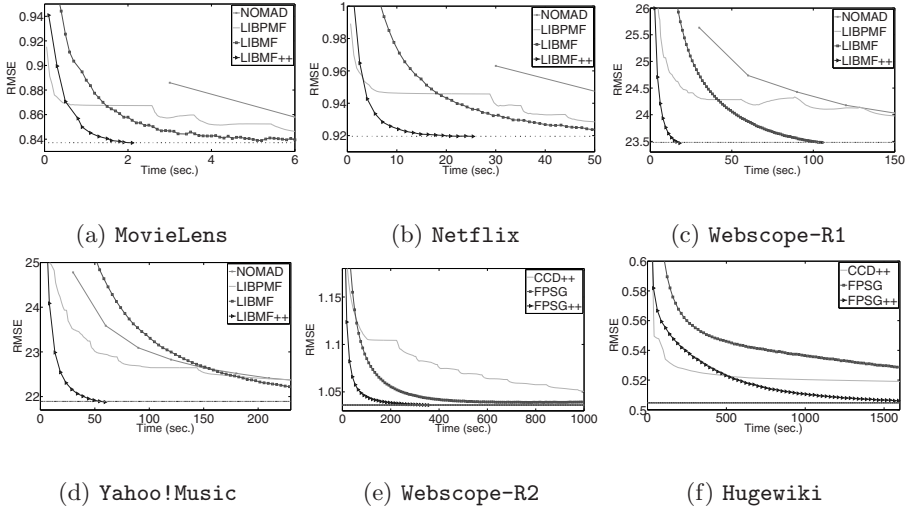 0.94
0.92
0.9
0.88
0.86
0.84
RMSE
0 2 4 6
Time (sec.)
NOMAD
LIBPMF
LIBMF
LIBMF++
(a) MovieLens
1
0.98
0.96
0.94
0.92
RMSE
0 10 20 30 40 50
Time (sec.)
NOMAD
LIBPMF
LIBMF
LIBMF++
(b) Netflix
26
25.5
25
24.5
24
23.5
RMSE
0 50 100 150
Time (sec.)
NOMAD
LIBPMF
LIBMF
LIBMF++
(c) Webscope-R1
25
24
23
22
RMSE
0 50 100 150 200
Time (sec.)
NOMAD
LIBPMF
LIBMF
LIBMF++
(d) Yahoo!Music
1.15
1.1
1.05
RMSE
0 200 400 600 800 1000
Time (sec.)
CCD++
FPSG
FPSG++
(e) Webscope-R2
0.6
0.58
0.56
0.54
0.52
0.5
RMSE
0 500 1000 1500
Time (sec.)
CCD++
FPSG
FPSG++
(f) Hugewiki